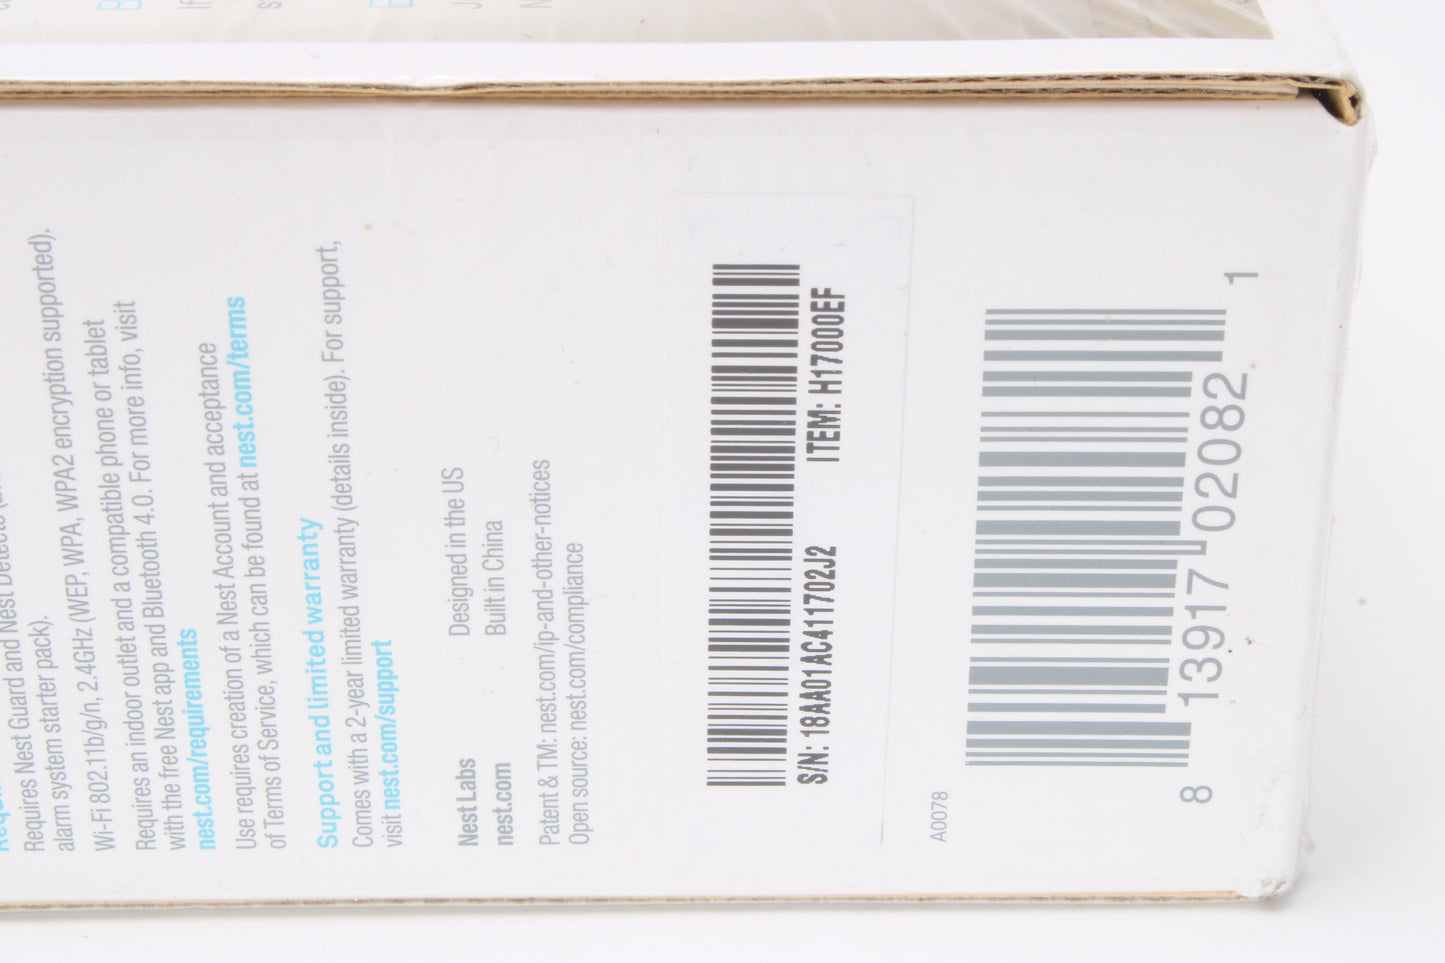 Requires Nest Guard and Nest Detects
alarm system starter pack).
Wi-Fi 802.11b/g/n, 2.4GHz (WEP, WPA, WPA2 encryption supported).
Requires an indoor outlet and a compatible phone or tablet
with the free Nest app and Bluetooth 4.0. For more info, visit
nest.com/requirements
Use requires creation of a Nest Account and acceptance
of Terms of Service, which can be found at nest.com/terms
Support and limited warranty
Comes with a 2-year limited warranty (details inside). For support,
visit nest.com/support
Nest Labs Designed in the US
nest.com Built in China
Patent & TM: nest.com/ip-and-other-notices
Open source: nest.com/compliance
S/N: 18AA01AC411702J2 ITEM: H17000EF
A0078
8 13917 02082 1